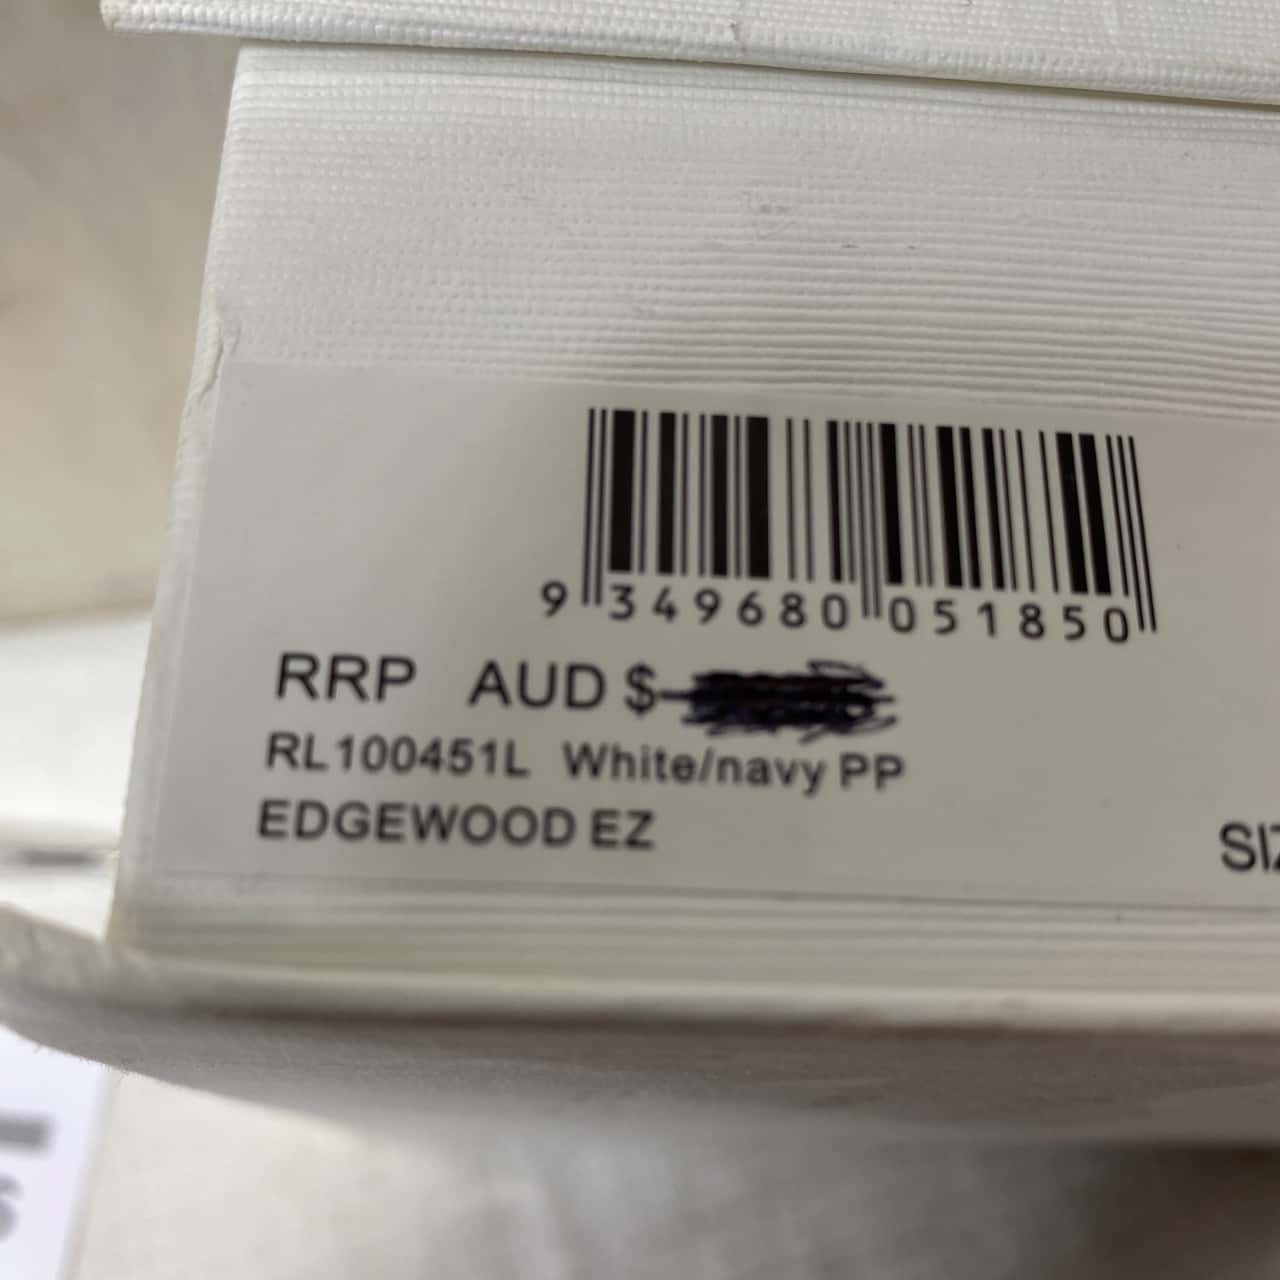 9 349680 051850
RRP AUD $
RL100451L White/navy PP
EDGEWOOD EZ